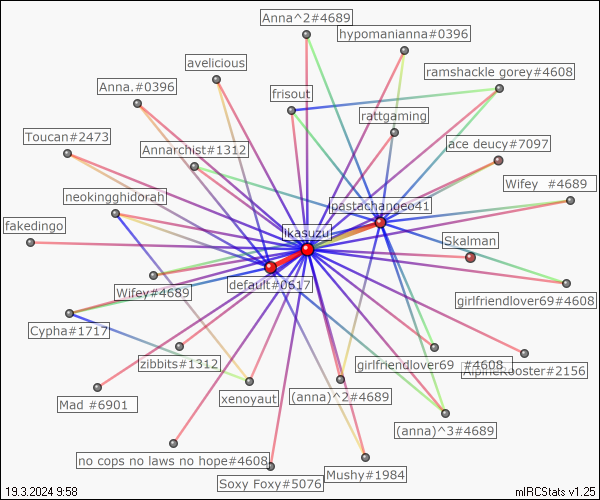 Anna^2#4689
hypomanianna#0396
avelicious
ramshackle gorey#4608
Anna.#0396
frisout
rattgaming
Toucan#2473
ace deucy#7097
Annarchist#1312
Wifey #4689
neokingghidorah
pastachangeo41
fakedingo
ikasuzu
Skalman
default#0617
Wifey#4689
girlfriendlover69#4608
Cypha#1717
zibbits#1312
girlfriendlover69 #4608
AlpineRooster#2156
xenoyaut
(anna)^2#4689
Mad #6901
(anna)^3#4689
no cops no laws no hope#4608
Mushy#1984
Soxy Foxy#5076
19.3.2024 9:58
mIRCStats v1.25